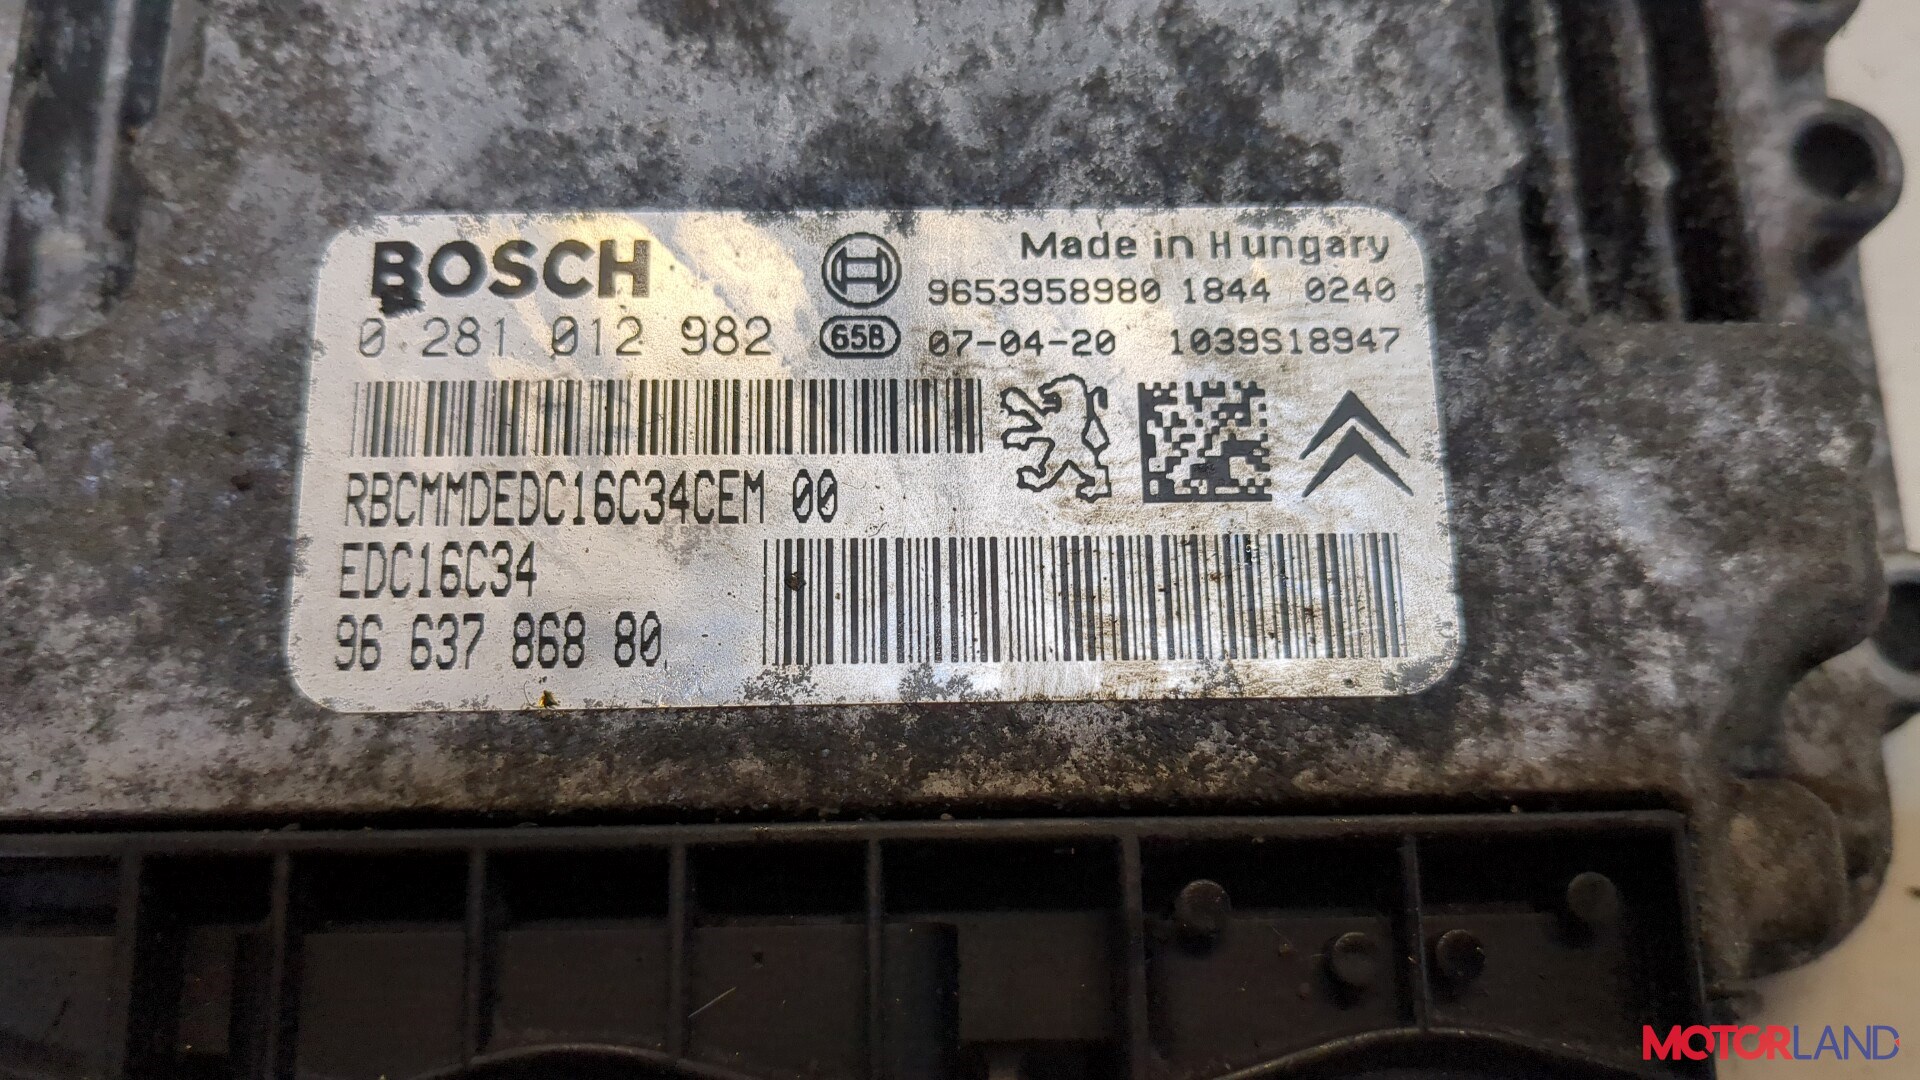 BOSCH
Made in Hungary
9653958980 1844 0240
0 281 012 982
65B
07-04-20 1039S18947
RBCMMDEDC16C34CEM 00
EDC16C34
96 637 868 80
MOTORLAND